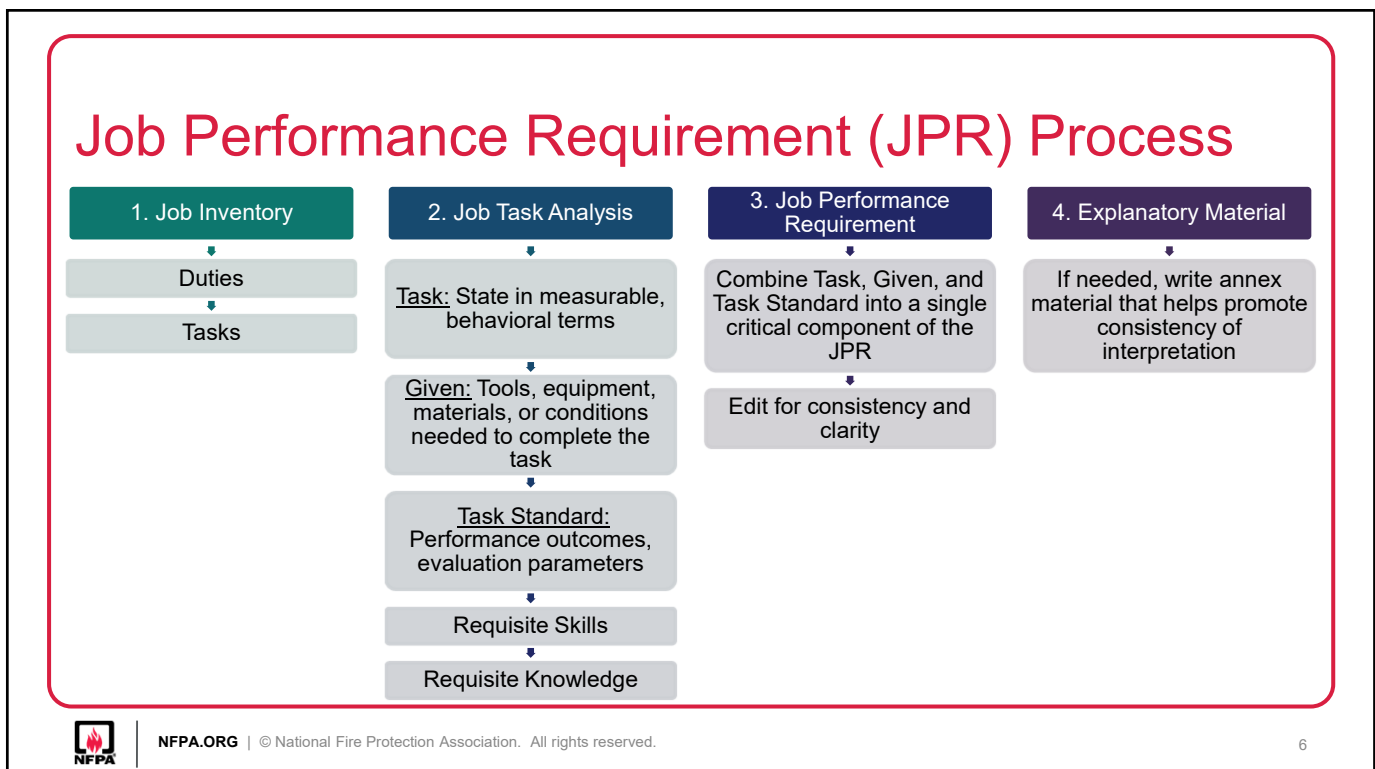 Job Performance Requirement (JPR) Process
1. Job Inventory
Duties
Tasks
2. Job Task Analysis
Task: State in measurable,
behavioral terms
Given: Tools, equipment,
materials, or conditions
needed to complete the
task
Task Standard:
Performance outcomes,
evaluation parameters
Requisite Skills
Requisite Knowledge
3. Job Performance
Requirement
Combine Task, Given, and
Task Standard into a single
critical component of the
JPR
Edit for consistency and
clarity
4. Explanatory Material
If needed, write annex
material that helps promote
consistency of
interpretation
NFPA
NFPA.ORG | © National Fire Protection Association. All rights reserved.
6